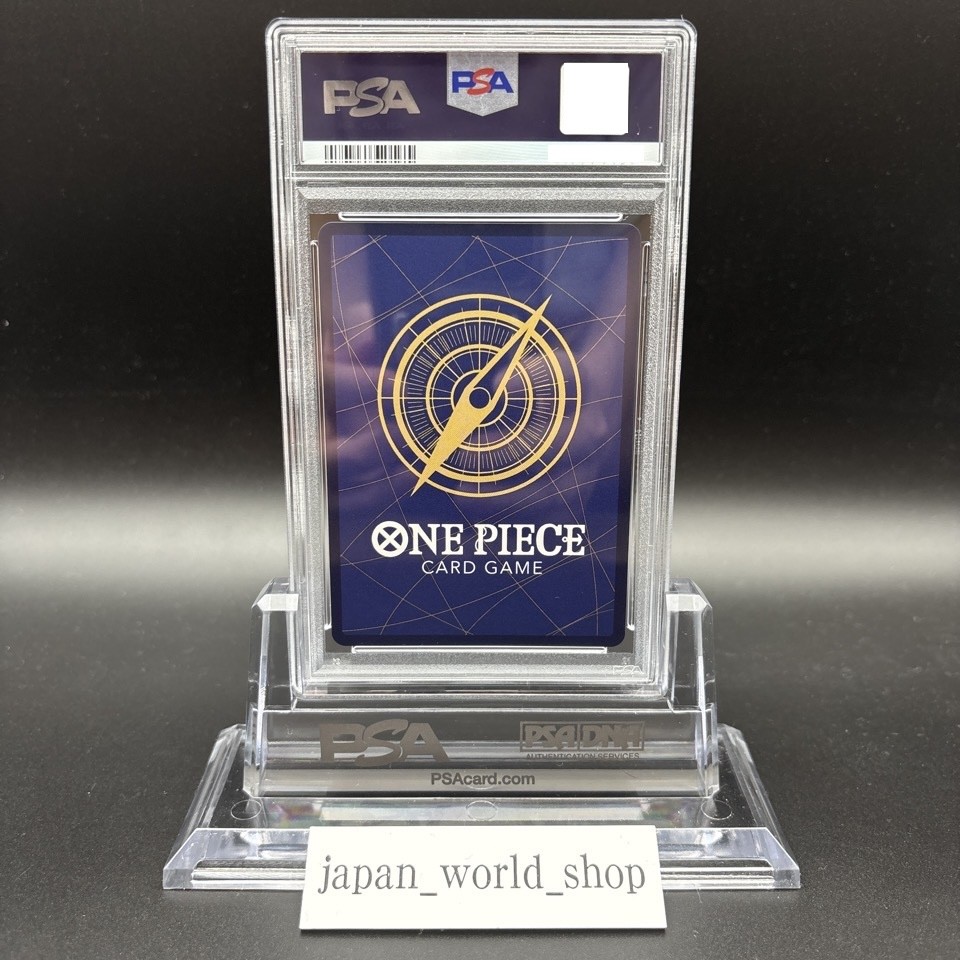 PSA
PSA
ONE PIECE
CARD GAME
PSA
PSA DNA
AUTHENTICATION SERVICES
PSAcard.com
japan_world_shop